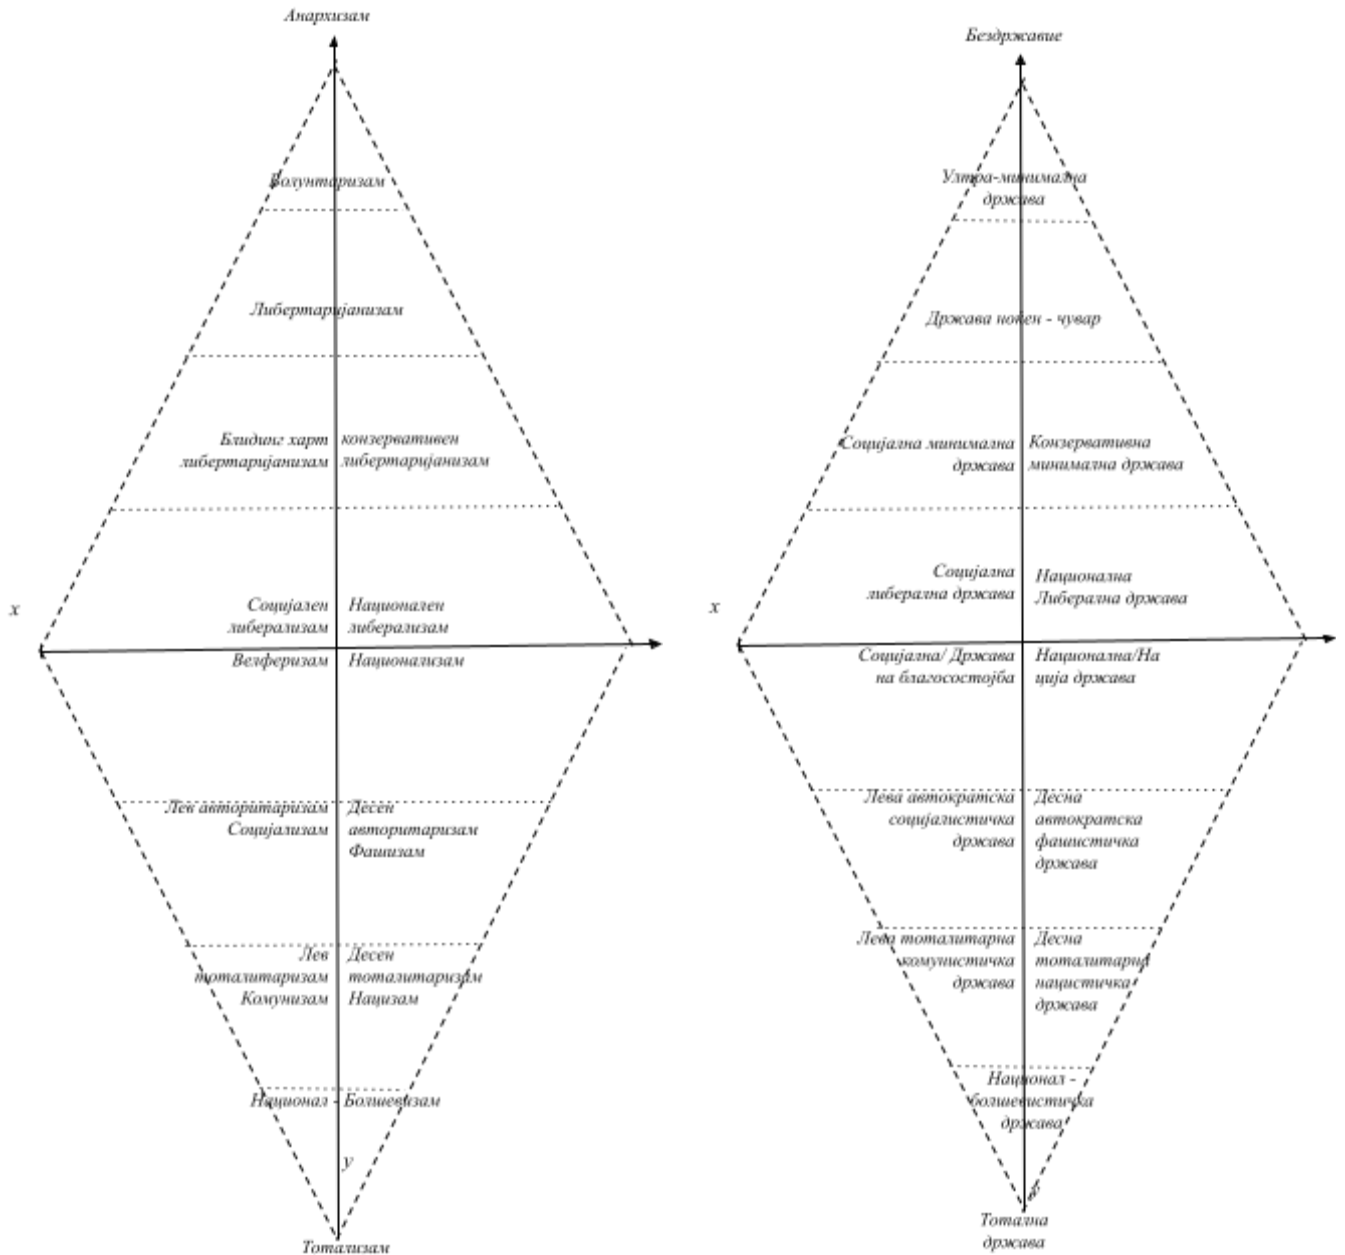 Анархизам
Волунтаризам
Либертаријанизам
Блидинг харт
либертаријанизам
конзервативен
либертаријанизам
x
Социјален
либерализам
Национален
либерализам
Велферизам
Национализам
Лев авторитаризам
Социјализам
Десен
авторитаризам
Фашизам
Лев
тоталитаризам
Комунизам
Десен
тоталитаризам
Нацизам
Национал - Болшевизам
y
Тотализам
Бездржавие
Ултра-минимална
држава
Држава ноќен - чувар
Социјална минимална
држава
Конзервативна
минимална држава
x
Социјална
либерална држава
Национална
Либерална држава
Социјална/ Држава
на благосостојба
Национална/На
ција држава
Лева автократска
социјалистичка
држава
Десна
автократска
фашистичка
држава
Лева тоталитарна
комунистичка
држава
Десна
тоталитарна
нацистичка
држава
Национал -
болшевистичка
држава
y
Тотална
држава